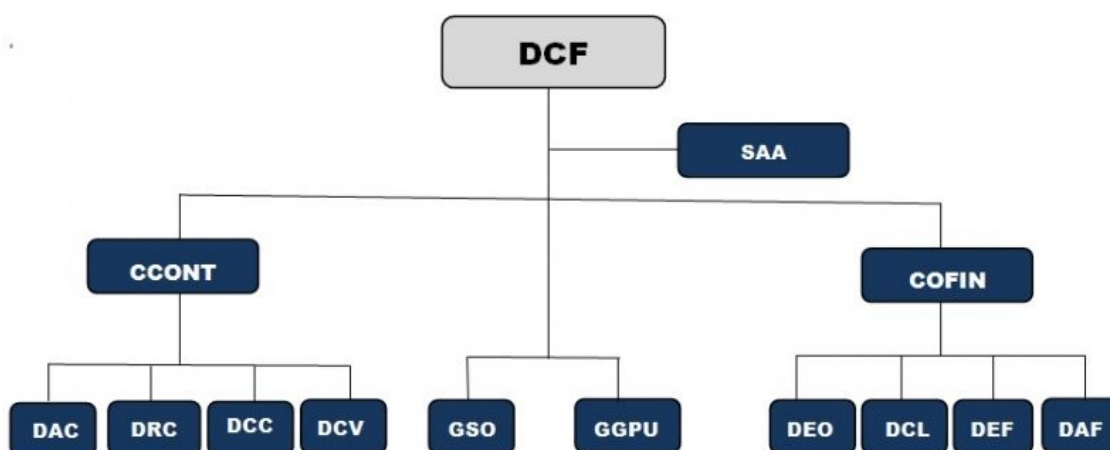 DCF
SAA
CCONT
COFIN
DAC DRC DCC DCV GSO GGPU DEO DCL DEF DAF